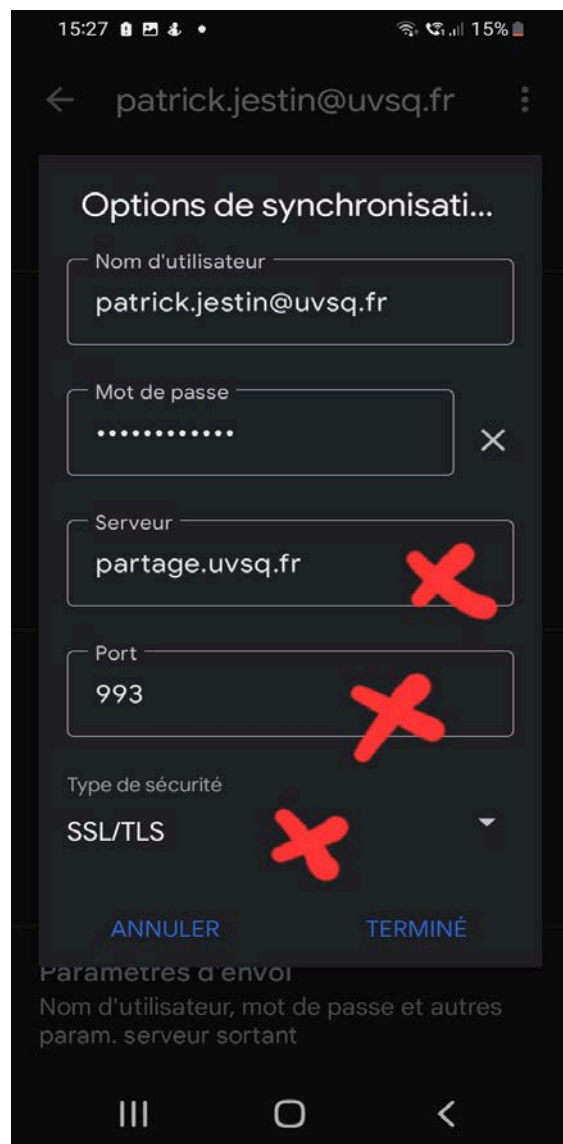 15:27 15%
patrick.jestin@uvsq.fr
Options de synchronisati...
Nom d'utilisateur
patrick.jestin@uvsq.fr
Mot de passe
••••••••••••
Serveur
partage.uvsq.fr
Port
993
Type de sécurité
SSL/TLS
ANNULER TERMINÉ
Paramètres d'envoi
Nom d'utilisateur, mot de passe et autres
param. serveur sortant